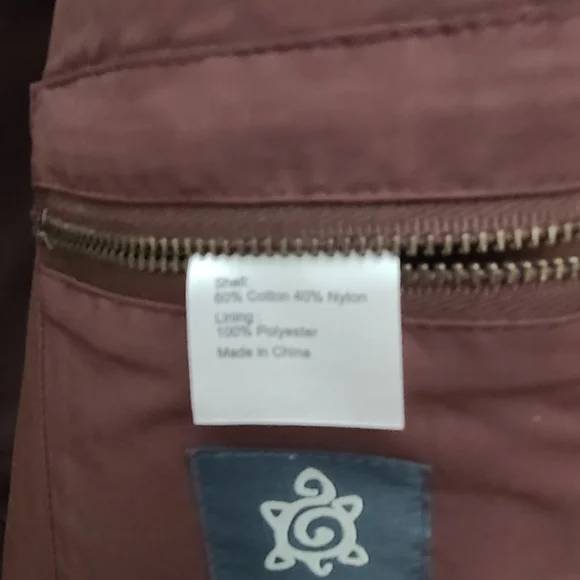 Shell:
60% Cotton 40% Nylon
Lining :
100% Polyester
Made in China